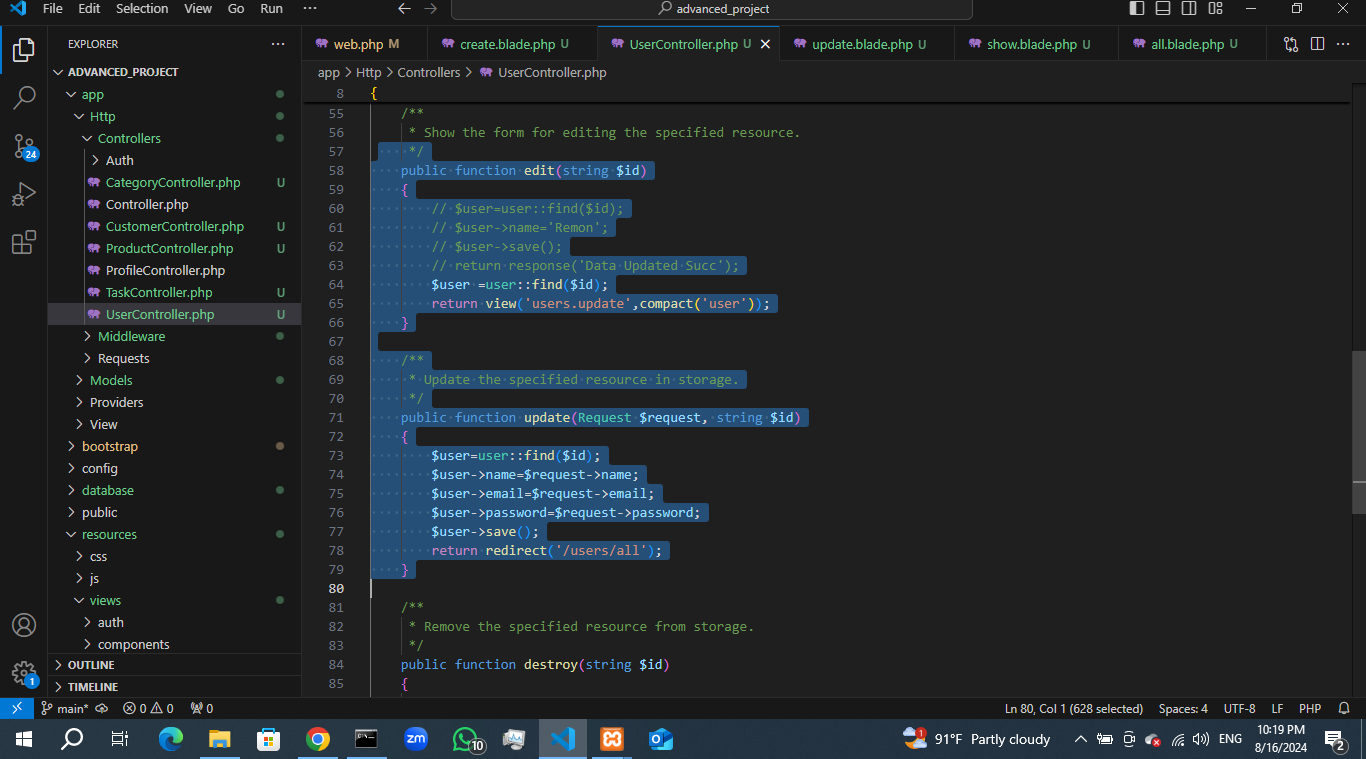 File Edit Selection View Go Run ··· ← → advanced_project
EXPLORER ···
web.php M
create.blade.php U
UserController.php U ×
update.blade.php U
show.blade.php U
all.blade.php U
···
app > Http > Controllers > UserController.php
ADVANCED_PROJECT
app
Http
Controllers
Auth
CategoryController.php U
Controller.php
CustomerController.php U
ProductController.php U
ProfileController.php
TaskController.php U
UserController.php U
Middleware
Requests
Models
Providers
View
bootstrap
config
database
public
resources
css
js
views
auth
components
OUTLINE
TIMELINE
24
1
8 {
55 /**
56 * Show the form for editing the specified resource.
57 */
58 public function edit(string $id)
59 {
60 // $user=user::find($id);
61 // $user->name='Remon';
62 // $user->save();
63 // return response('Data Updated Succ');
64 $user =user::find($id);
65 return view('users.update',compact('user'));
66 }
67
68 /**
69 * Update the specified resource in storage.
70 */
71 public function update(Request $request, string $id)
72 {
73 $user=user::find($id);
74 $user->name=$request->name;
75 $user->email=$request->email;
76 $user->password=$request->password;
77 $user->save();
78 return redirect('/users/all');
79 }
80
81 /**
82 * Remove the specified resource from storage.
83 */
84 public function destroy(string $id)
85 {
main* 0 0 0 Ln 80, Col 1 (628 selected) Spaces: 4 UTF-8 LF PHP
zm 10 1 91°F Partly cloudy ENG 10:19 PM
8/16/2024
2